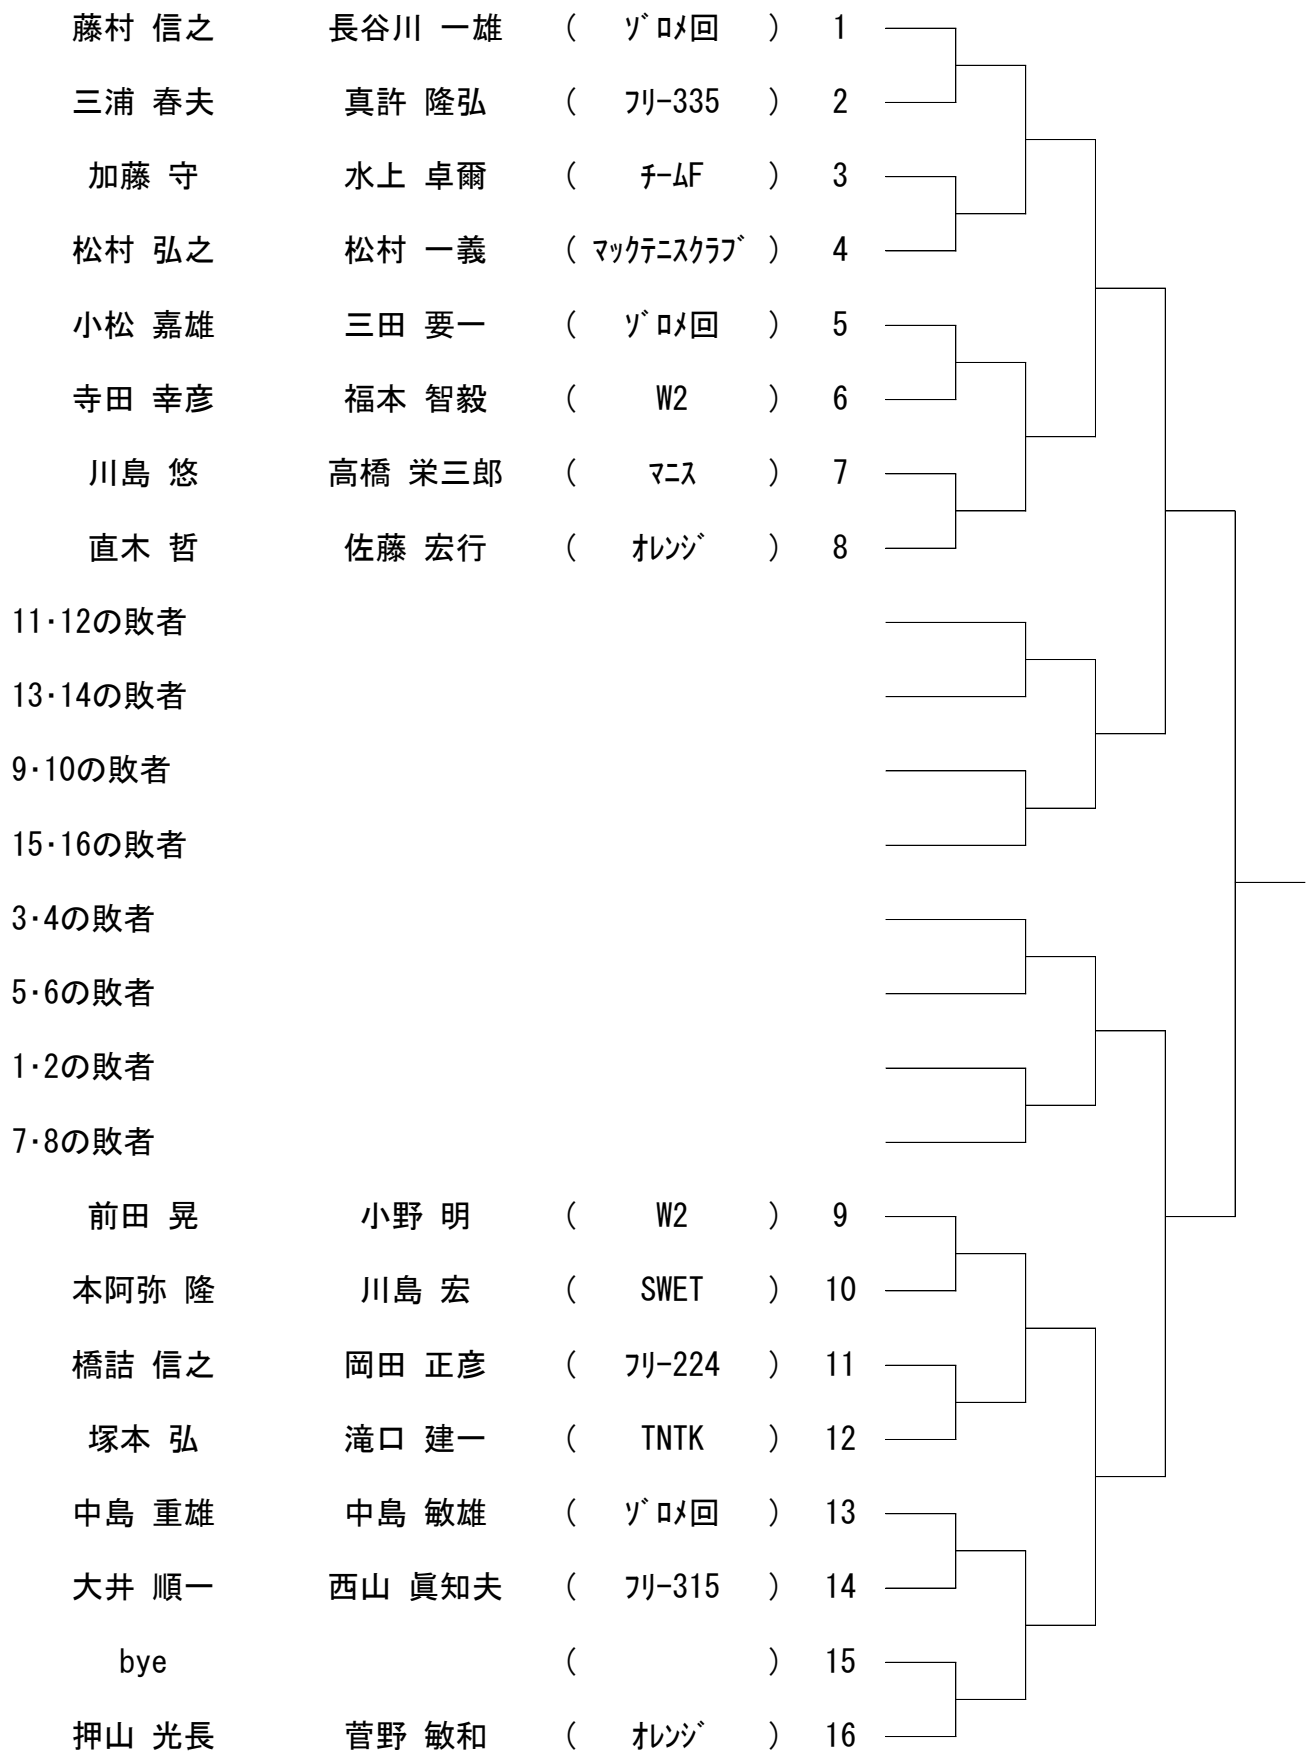 藤村 信之 長谷川 一雄 ( ｿﾞﾛﾒ回 ) 1
三浦 春夫 真許 隆弘 ( ﾌﾘｰ335 ) 2
加藤 守 水上 卓爾 ( ﾁｰﾑF ) 3
松村 弘之 松村 一義 ( ﾏｯｸﾃﾆｽｸﾗﾌﾞ ) 4
小松 嘉雄 三田 要一 ( ｿﾞﾛﾒ回 ) 5
寺田 幸彦 福本 智毅 ( W2 ) 6
川島 悠 高橋 栄三郎 ( ﾏﾆｽ ) 7
直木 哲 佐藤 宏行 ( ｵﾚﾝｼﾞ ) 8
11･12の敗者
13･14の敗者
9･10の敗者
15･16の敗者
3･4の敗者
5･6の敗者
1･2の敗者
7･8の敗者
前田 晃 小野 明 ( W2 ) 9
本阿弥 隆 川島 宏 ( SWET ) 10
橋詰 信之 岡田 正彦 ( ﾌﾘｰ224 ) 11
塚本 弘 滝口 建一 ( TNTK ) 12
中島 重雄 中島 敏雄 ( ｿﾞﾛﾒ回 ) 13
大井 順一 西山 眞知夫 ( ﾌﾘｰ315 ) 14
bye ( ) 15
押山 光長 菅野 敏和 ( ｵﾚﾝｼﾞ ) 16